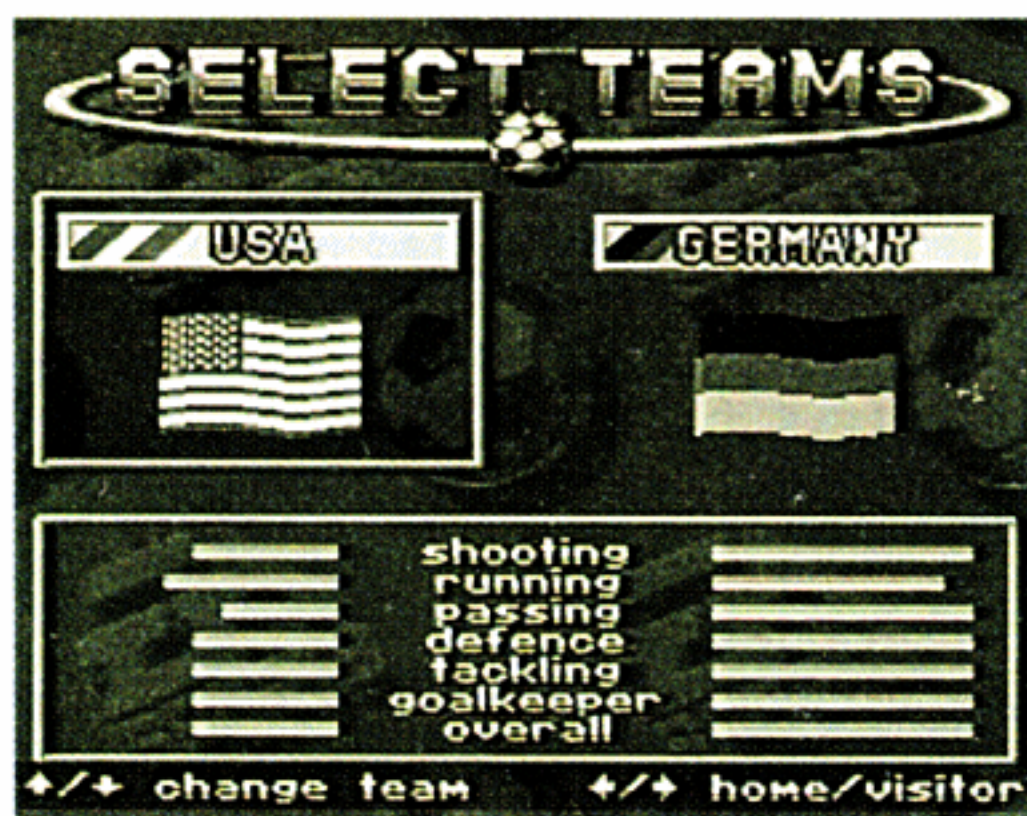 SELECT TEAMS
USA GERMANY
shooting
running
passing
defence
tackling
goalkeeper
overall
↑/↓ change team ←/→ home/visitor